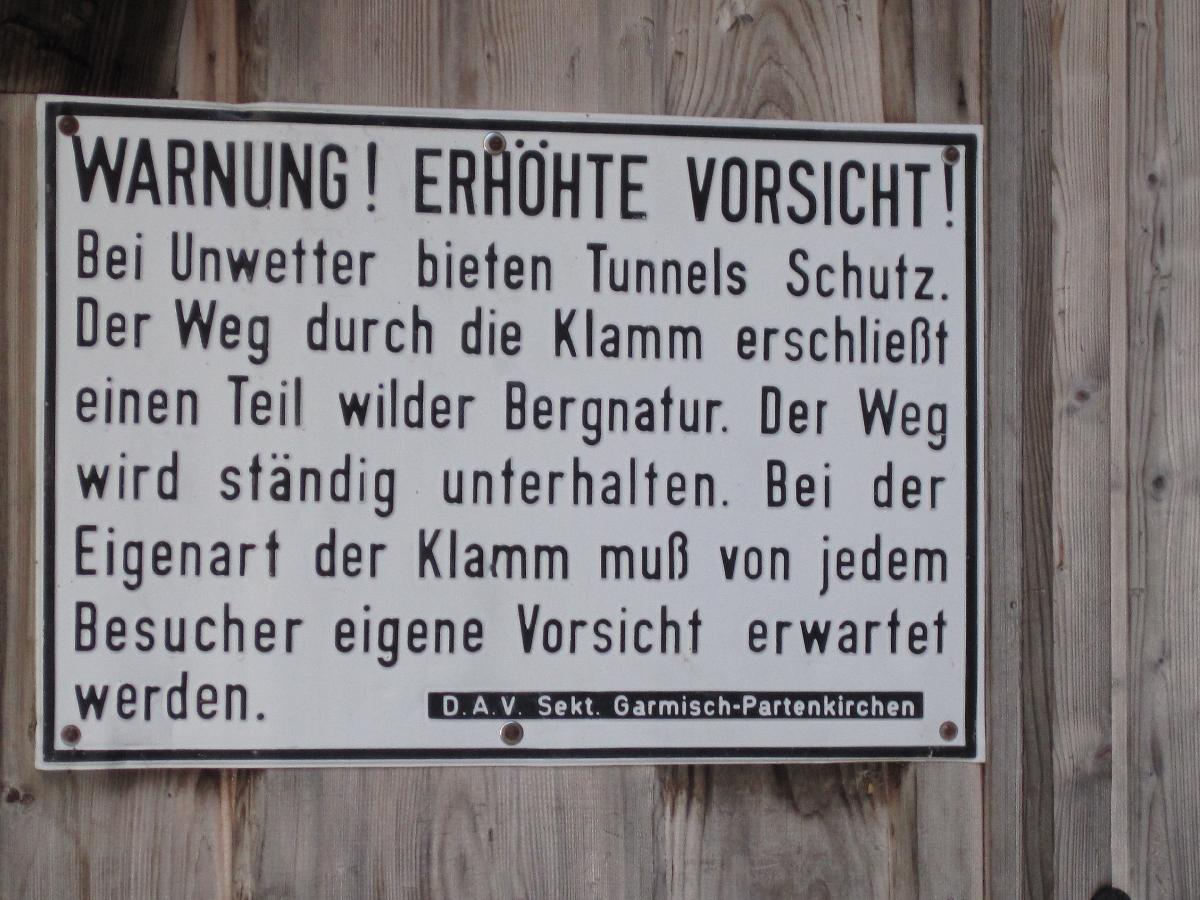 WARNUNG! ERHÖHTE VORSICHT!
Bei Unwetter bieten Tunnels Schutz.
Der Weg durch die Klamm erschließt
einen Teil wilder Bergnatur. Der Weg
wird ständig unterhalten. Bei der
Eigenart der Klamm muß von jedem
Besucher eigene Vorsicht erwartet
werden.
D.A.V. Sekt. Garmisch-Partenkirchen